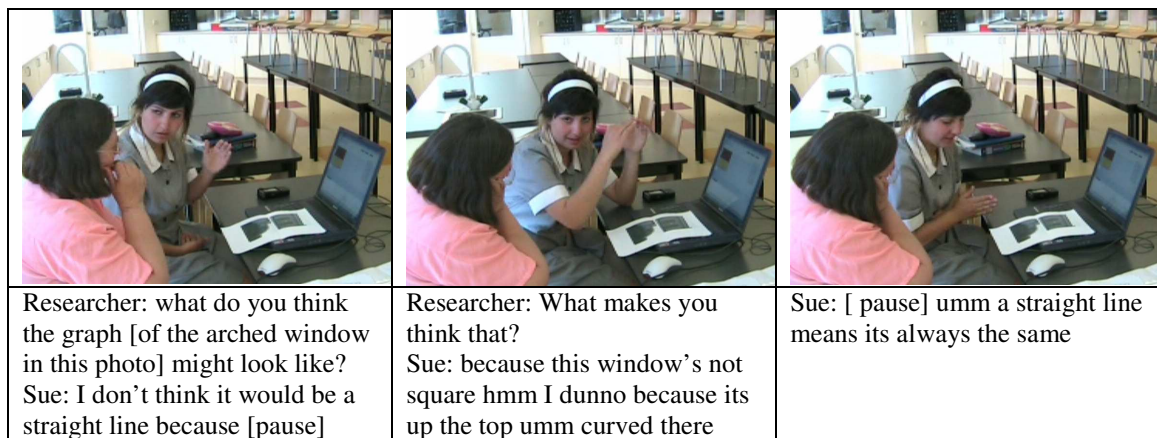 Researcher: what do you think
the graph [of the arched window
in this photo] might look like?
Sue: I don't think it would be a
straight line because [pause]
Researcher: What makes you
think that?
Sue: because this window's not
square hmm I dunno because its
up the top umm curved there
Sue: [ pause] umm a straight line
means its always the same